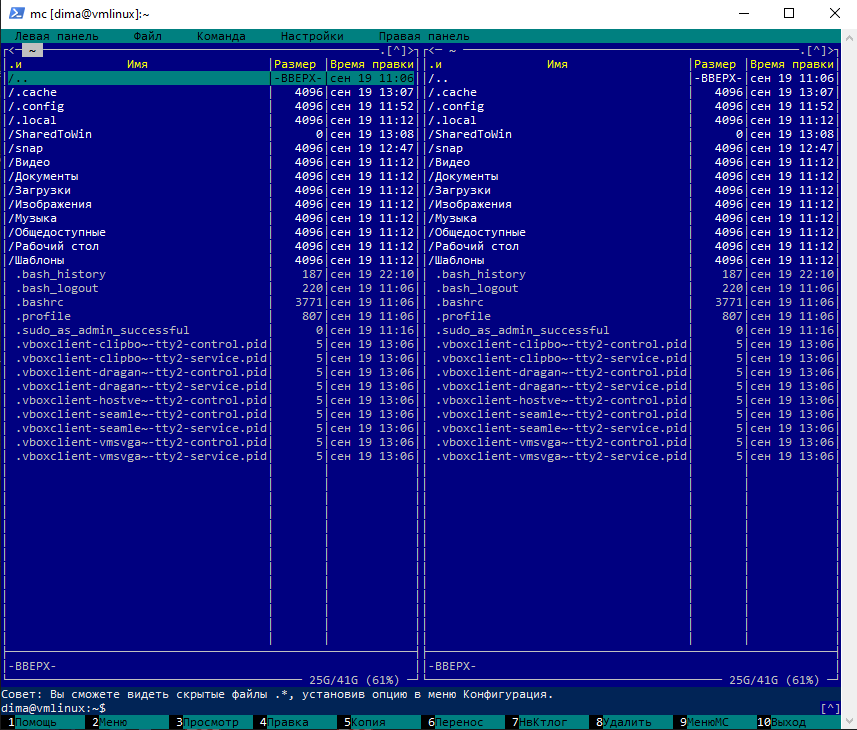 mc [dima@vmlinux]:~
Левая панель Файл Команда Настройки Правая панель
<─ ~ .[^]> <─ ~ .[^]>
.и Имя Размер Время правки .и Имя Размер Время правки
/.. -ВВЕРХ- сен 19 11:06 /.. -ВВЕРХ- сен 19 11:06
/.cache 4096 сен 19 13:07 /.cache 4096 сен 19 13:07
/.config 4096 сен 19 11:52 /.config 4096 сен 19 11:52
/.local 4096 сен 19 11:12 /.local 4096 сен 19 11:12
/SharedToWin 0 сен 19 13:08 /SharedToWin 0 сен 19 13:08
/snap 4096 сен 19 12:47 /snap 4096 сен 19 12:47
/Видео 4096 сен 19 11:12 /Видео 4096 сен 19 11:12
/Документы 4096 сен 19 11:12 /Документы 4096 сен 19 11:12
/Загрузки 4096 сен 19 11:12 /Загрузки 4096 сен 19 11:12
/Изображения 4096 сен 19 11:12 /Изображения 4096 сен 19 11:12
/Музыка 4096 сен 19 11:12 /Музыка 4096 сен 19 11:12
/Общедоступные 4096 сен 19 11:12 /Общедоступные 4096 сен 19 11:12
/Рабочий стол 4096 сен 19 11:12 /Рабочий стол 4096 сен 19 11:12
/Шаблоны 4096 сен 19 11:12 /Шаблоны 4096 сен 19 11:12
.bash_history 187 сен 19 22:10 .bash_history 187 сен 19 22:10
.bash_logout 220 сен 19 11:06 .bash_logout 220 сен 19 11:06
.bashrc 3771 сен 19 11:06 .bashrc 3771 сен 19 11:06
.profile 807 сен 19 11:06 .profile 807 сен 19 11:06
.sudo_as_admin_successful 0 сен 19 11:16 .sudo_as_admin_successful 0 сен 19 11:16
.vboxclient-clipbo~-tty2-control.pid 5 сен 19 13:06 .vboxclient-clipbo~-tty2-control.pid 5 сен 19 13:06
.vboxclient-clipbo~-tty2-service.pid 5 сен 19 13:06 .vboxclient-clipbo~-tty2-service.pid 5 сен 19 13:06
.vboxclient-dragan~-tty2-control.pid 5 сен 19 13:06 .vboxclient-dragan~-tty2-control.pid 5 сен 19 13:06
.vboxclient-dragan~-tty2-service.pid 5 сен 19 13:06 .vboxclient-dragan~-tty2-service.pid 5 сен 19 13:06
.vboxclient-hostve~-tty2-control.pid 5 сен 19 13:06 .vboxclient-hostve~-tty2-control.pid 5 сен 19 13:06
.vboxclient-seamle~-tty2-control.pid 5 сен 19 13:06 .vboxclient-seamle~-tty2-control.pid 5 сен 19 13:06
.vboxclient-seamle~-tty2-service.pid 5 сен 19 13:06 .vboxclient-seamle~-tty2-service.pid 5 сен 19 13:06
.vboxclient-vmsvga~-tty2-control.pid 5 сен 19 13:06 .vboxclient-vmsvga~-tty2-control.pid 5 сен 19 13:06
.vboxclient-vmsvga~-tty2-service.pid 5 сен 19 13:06 .vboxclient-vmsvga~-tty2-service.pid 5 сен 19 13:06
-ВВЕРХ- -ВВЕРХ-
25G/41G (61%) 25G/41G (61%)
Совет: Вы сможете видеть скрытые файлы .*, установив опцию в меню Конфигурация.
dima@vmlinux:~$ [^]
1Помощь 2Меню 3Просмотр 4Правка 5Копия 6Перенос 7НвКтлог 8Удалить 9МенюMC 10Выход